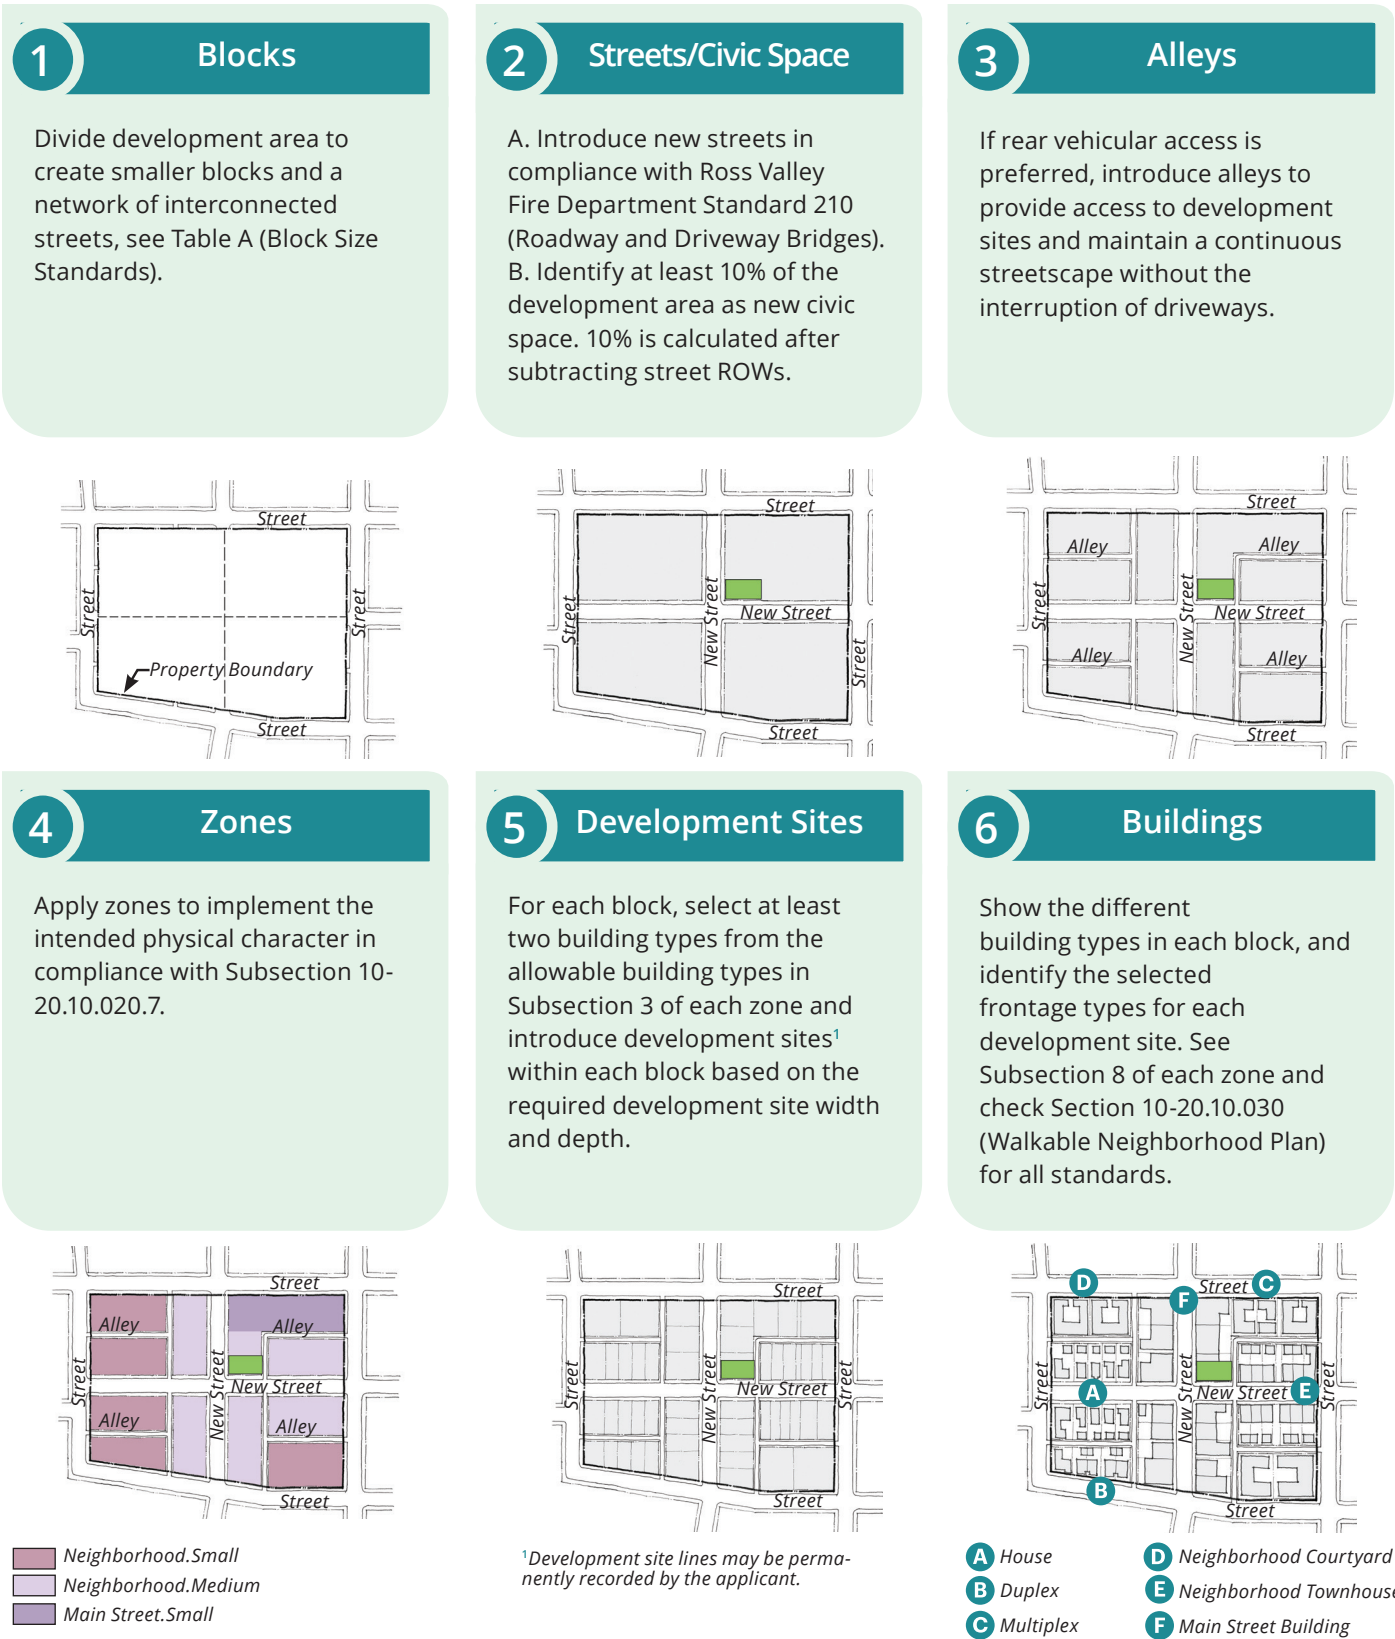 1
Blocks
Divide development area to
create smaller blocks and a
network of interconnected
streets, see Table A (Block Size
Standards).
2
Streets/Civic Space
A. Introduce new streets in
compliance with Ross Valley
Fire Department Standard 210
(Roadway and Driveway Bridges).
B. Identify at least 10% of the
development area as new civic
space. 10% is calculated after
subtracting street ROWs.
3
Alleys
If rear vehicular access is
preferred, introduce alleys to
provide access to development
sites and maintain a continuous
streetscape without the
interruption of driveways.
Street
Street
Street
Property Boundary
Street
Street
Street
New Street
New Street
Street
Street
Street
Alley
Alley
Street
New Street
New Street
Alley
Alley
Street
4
Zones
Apply zones to implement the
intended physical character in
compliance with Subsection 10-
20.10.020.7.
5
Development Sites
For each block, select at least
two building types from the
allowable building types in
Subsection 3 of each zone and
introduce development sites¹
within each block based on the
required development site width
and depth.
6
Buildings
Show the different
building types in each block, and
identify the selected
frontage types for each
development site. See
Subsection 8 of each zone and
check Section 10-20.10.030
(Walkable Neighborhood Plan)
for all standards.
Street
Alley
Alley
Street
New Street
New Street
Alley
Alley
Street
Neighborhood.Small
Neighborhood.Medium
Main Street.Small
Street
Street
New Street
New Street
Street
Street
¹Development site lines may be perma-
nently recorded by the applicant.
D
F
Street
C
Street
New Street
A
New Street
E
Street
B
Street
A House
B Duplex
C Multiplex
D Neighborhood Courtyard
E Neighborhood Townhouse
F Main Street Building